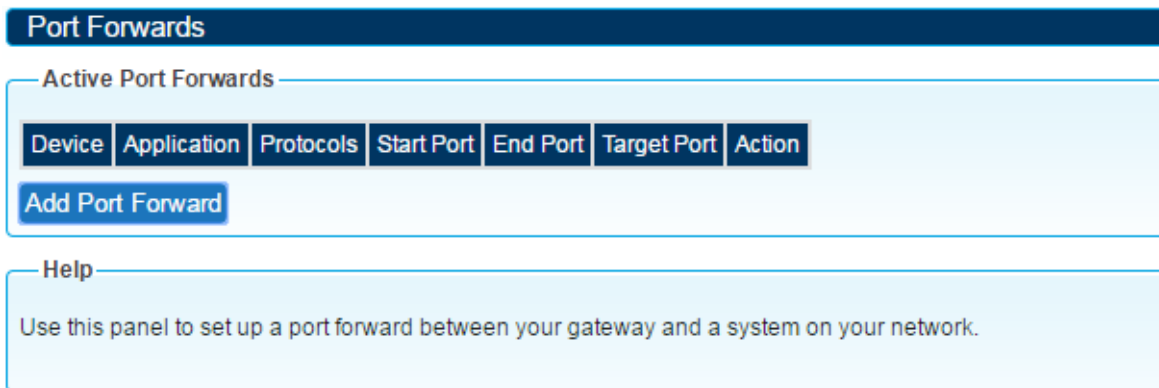 Port Forwards
Active Port Forwards
Device Application Protocols Start Port End Port Target Port Action
Add Port Forward
Help
Use this panel to set up a port forward between your gateway and a system on your network.